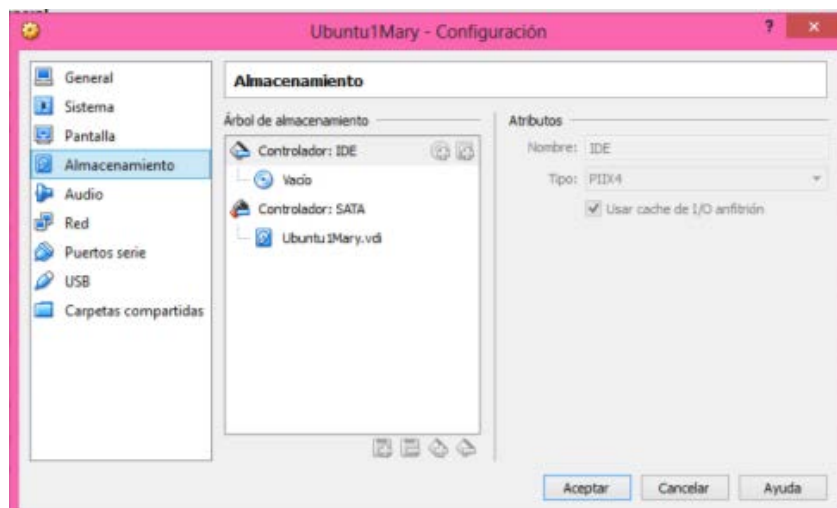 Ubuntu1Mary - Configuración
?
General
Sistema
Pantalla
Almacenamiento
Audio
Red
Puertos serie
USB
Carpetas compartidas
Almacenamiento
Árbol de almacenamiento
Controlador: IDE
Vacío
Controlador: SATA
Ubuntu1Mary.vdi
Atributos
Nombre: IDE
Tipo: PIIX4
Usar cache de I/O anfitrión
Aceptar Cancelar Ayuda